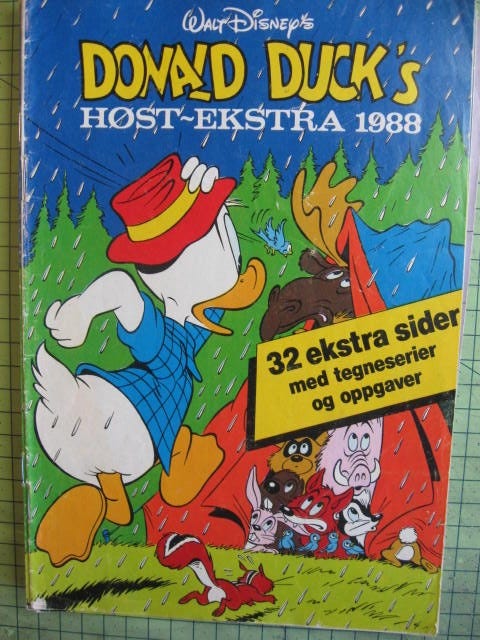 WALT DISNEY'S
DONALD DUCK's
HØST-EKSTRA 1988
32 ekstra sider
med tegneserier
og oppgaver